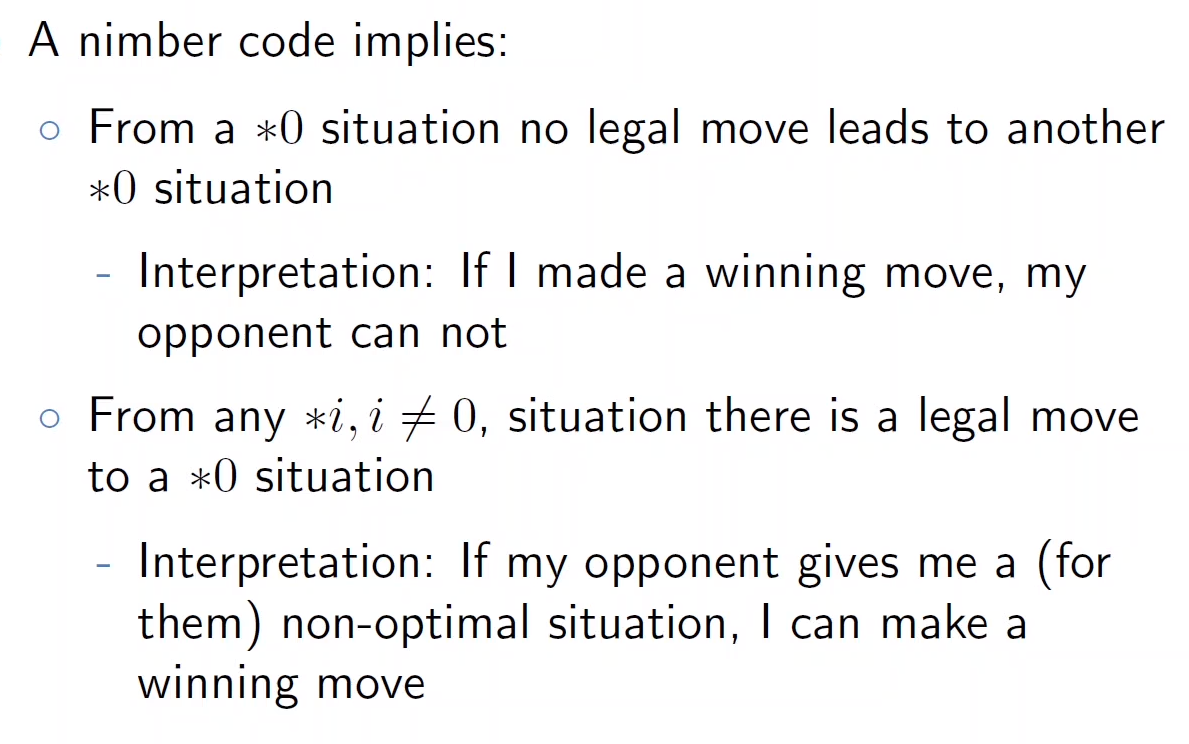 A nimber code implies:
○ From a ∗0 situation no legal move leads to another
∗0 situation
- Interpretation: If I made a winning move, my
opponent can not
○ From any ∗i, i ≠ 0, situation there is a legal move
to a ∗0 situation
- Interpretation: If my opponent gives me a (for
them) non-optimal situation, I can make a
winning move